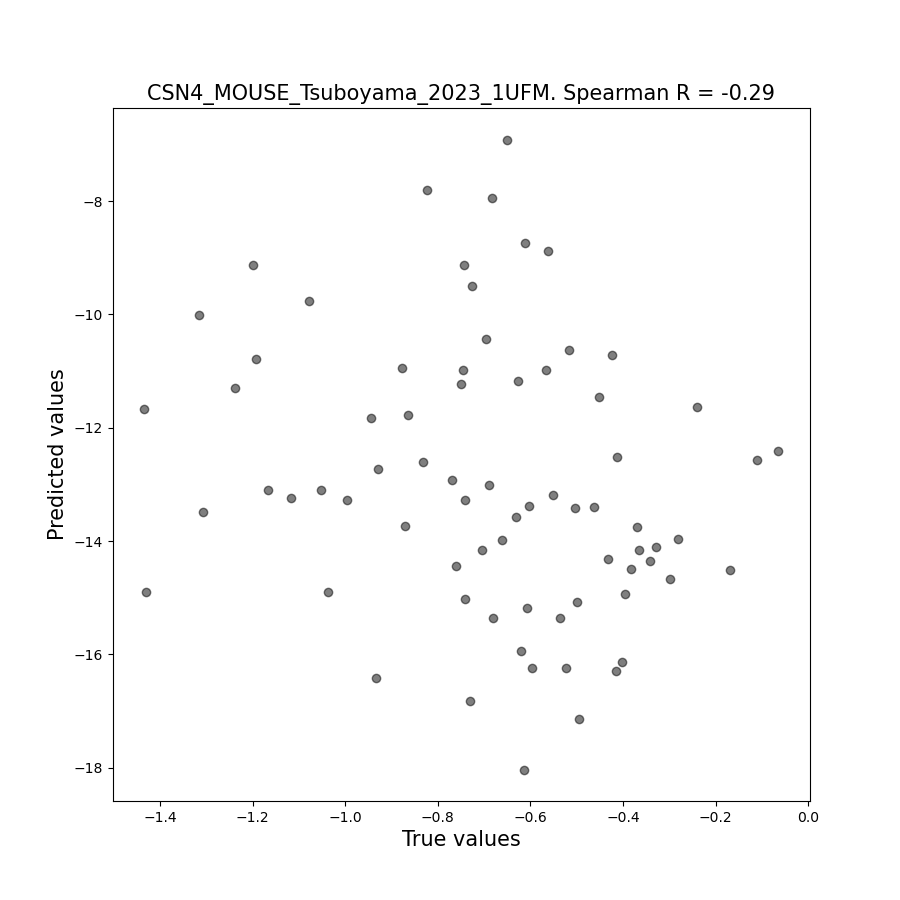 CSN4_MOUSE_Tsuboyama_2023_1UFM. Spearman R = -0.29
−8
−10
−12
−14
−16
−18
Predicted values
−1.4 −1.2 −1.0 −0.8 −0.6 −0.4 −0.2 0.0
True values